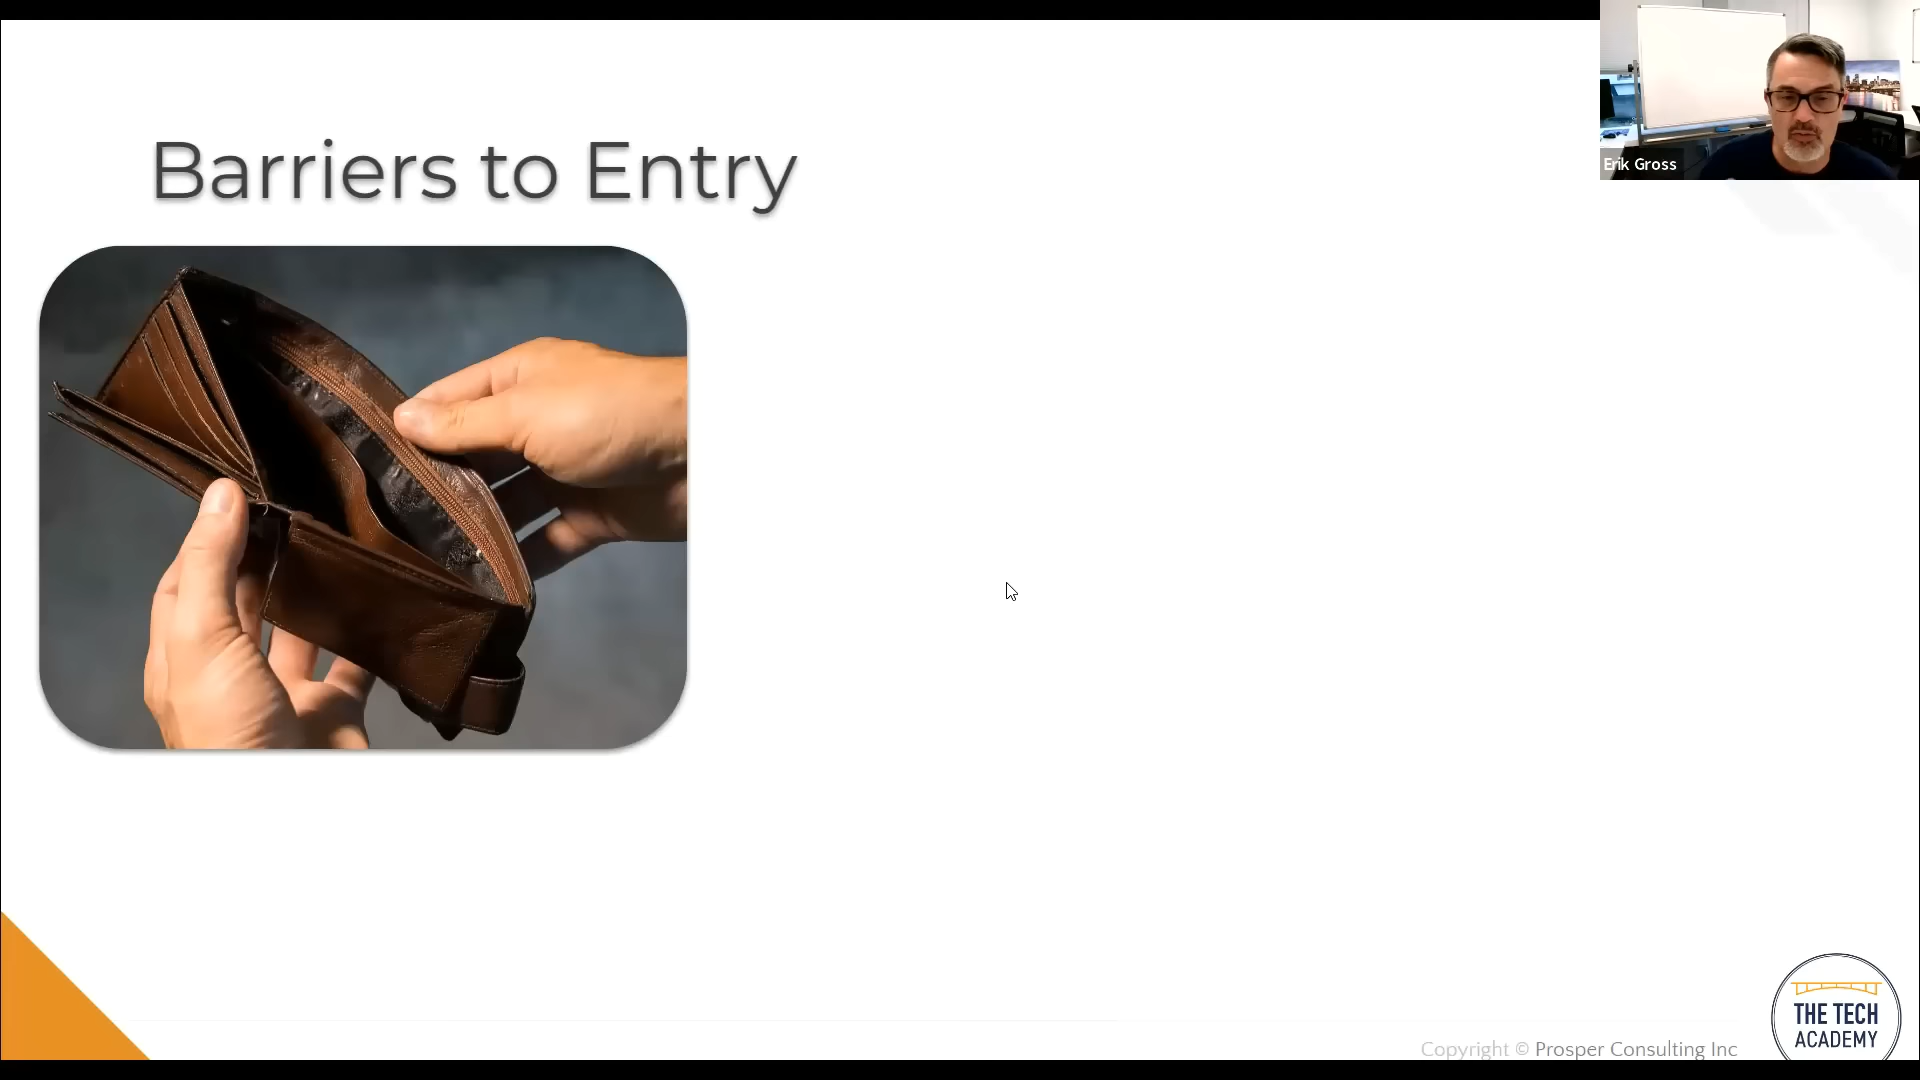 Erik Gross
Barriers to Entry
THE TECH
ACADEMY
Copyright © Prosper Consulting Inc